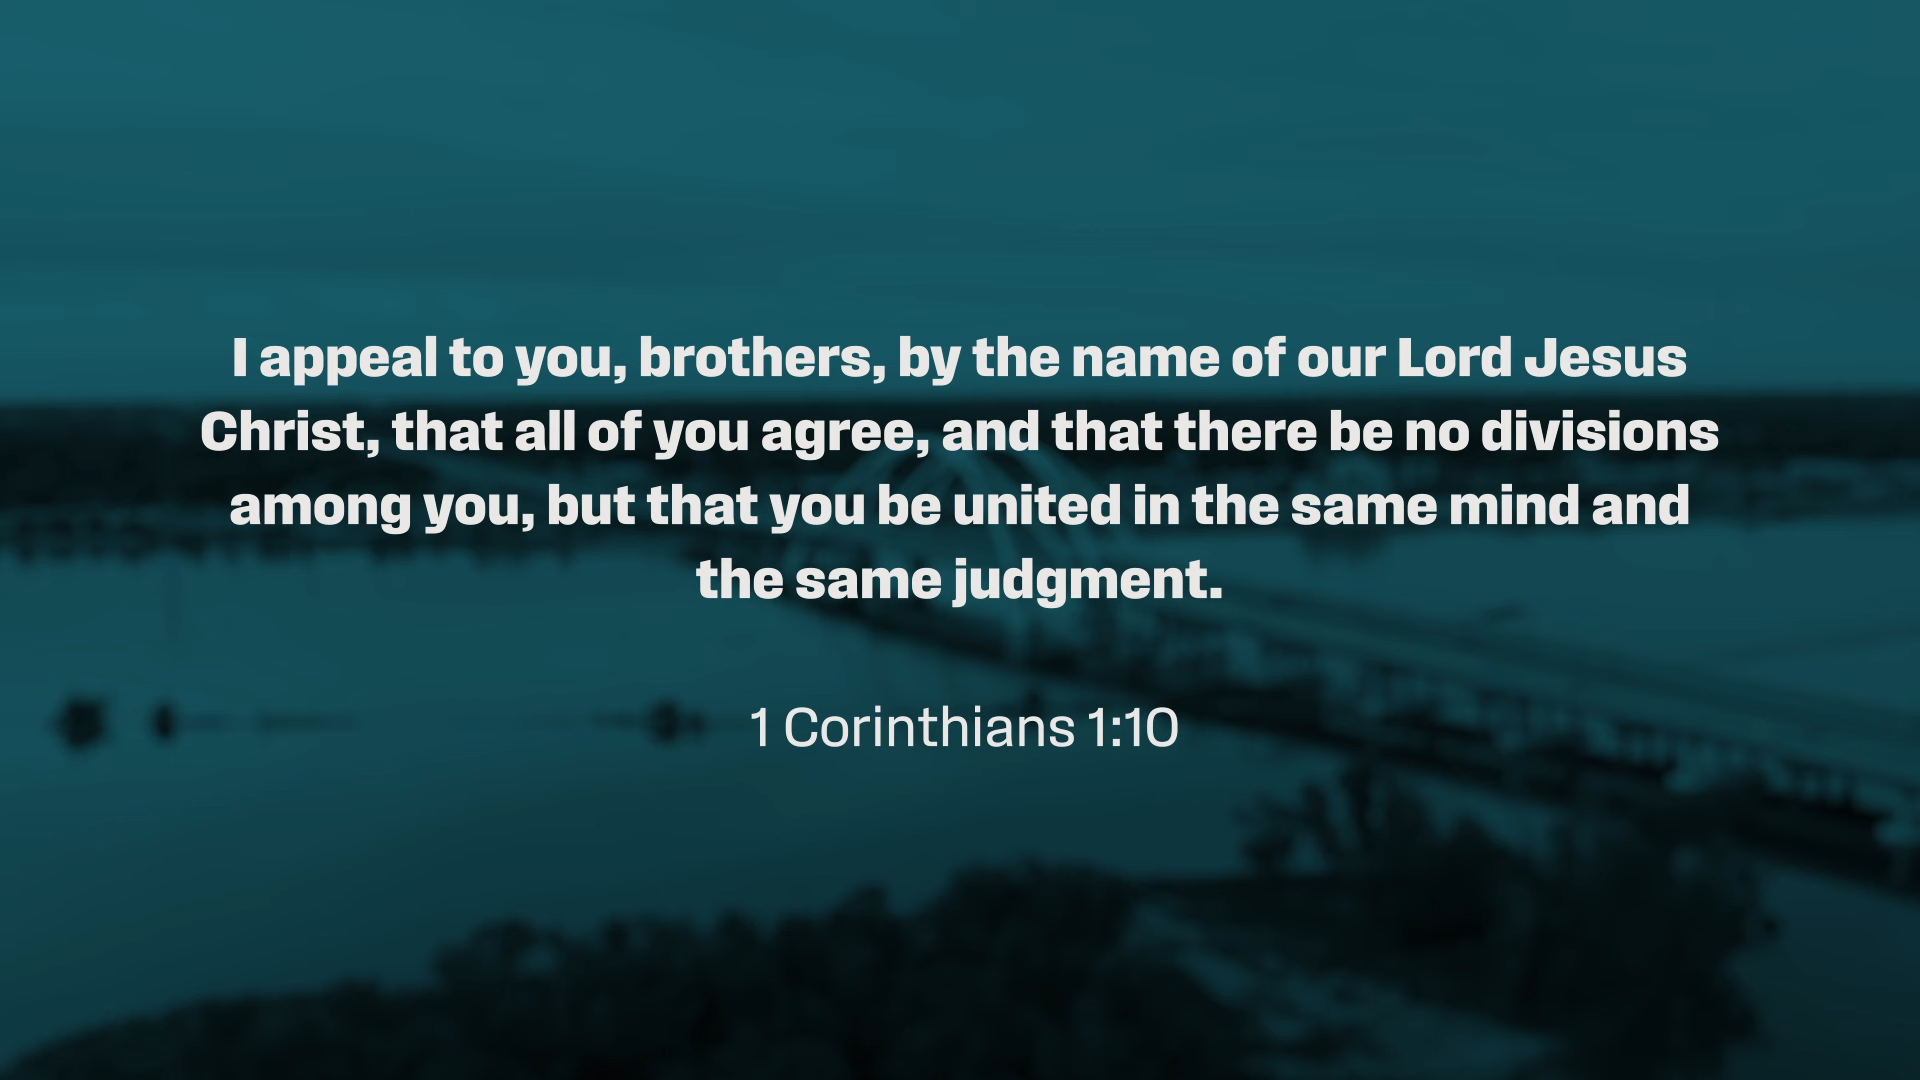 I appeal to you, brothers, by the name of our Lord Jesus
Christ, that all of you agree, and that there be no divisions
among you, but that you be united in the same mind and
the same judgment.
1 Corinthians 1:10